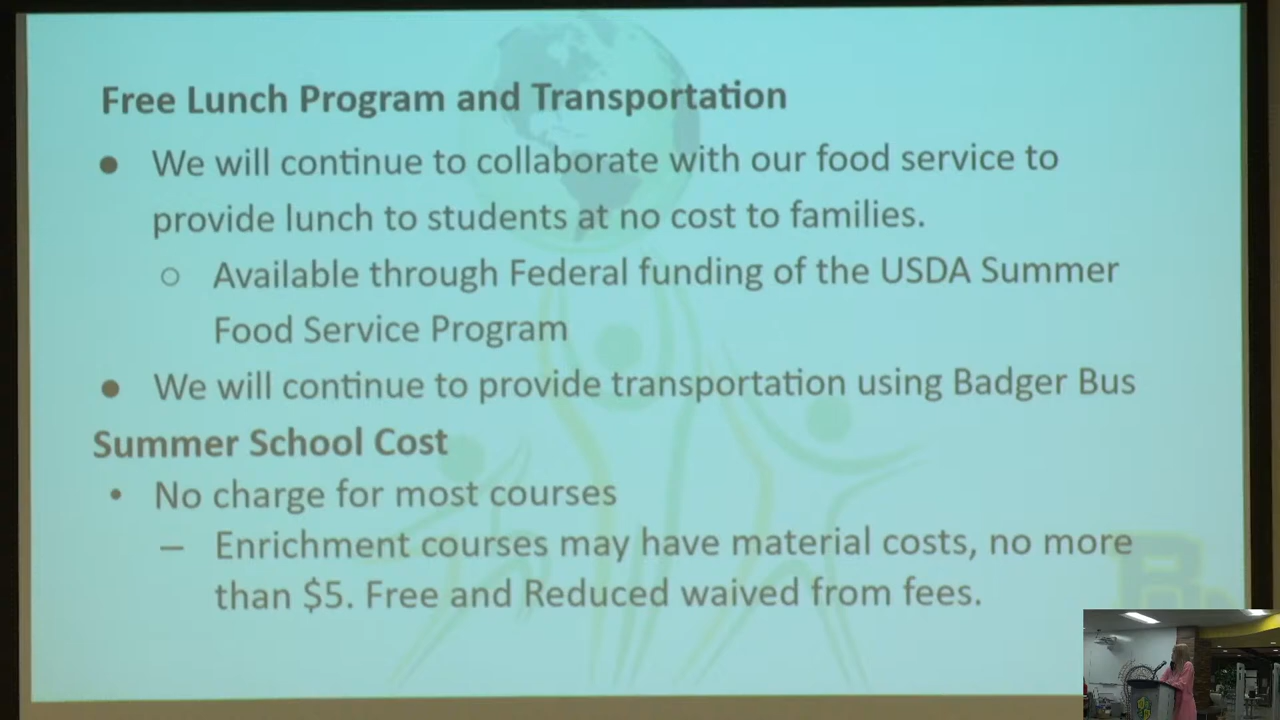 Free Lunch Program and Transportation
● We will continue to collaborate with our food service to
provide lunch to students at no cost to families.
○ Available through Federal funding of the USDA Summer
Food Service Program
● We will continue to provide transportation using Badger Bus
Summer School Cost
• No charge for most courses
– Enrichment courses may have material costs, no more
than $5. Free and Reduced waived from fees.